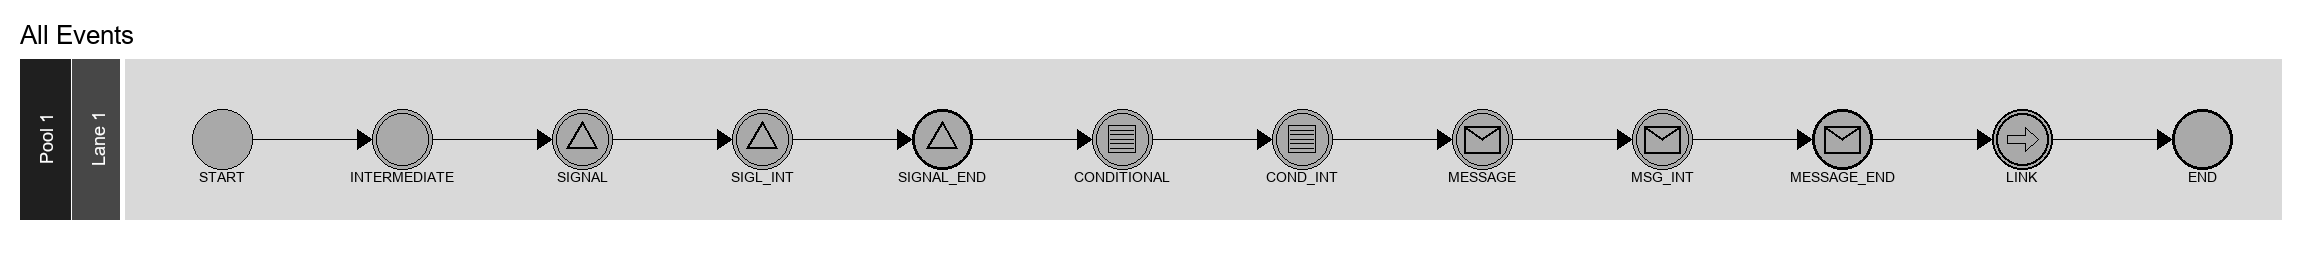 All Events
Pool 1
Lane 1
START
INTERMEDIATE
SIGNAL
SIGL_INT
SIGNAL_END
CONDITIONAL
COND_INT
MESSAGE
MSG_INT
MESSAGE_END
LINK
END